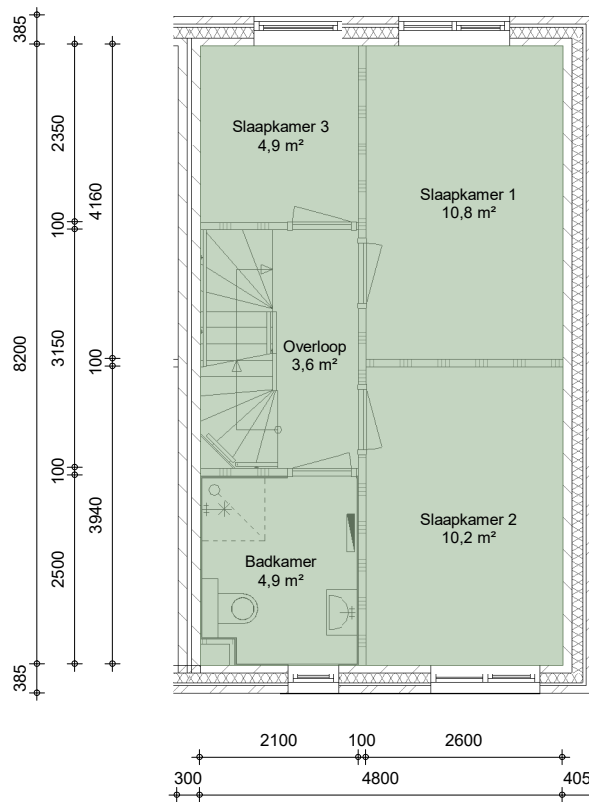 385
2350
4160
100
8200
3150
100
100
3940
2500
385
Slaapkamer 3
4,9 m²
Slaapkamer 1
10,8 m²
Overloop
3,6 m²
Slaapkamer 2
10,2 m²
Badkamer
4,9 m²
2100
100
2600
300
4800
405